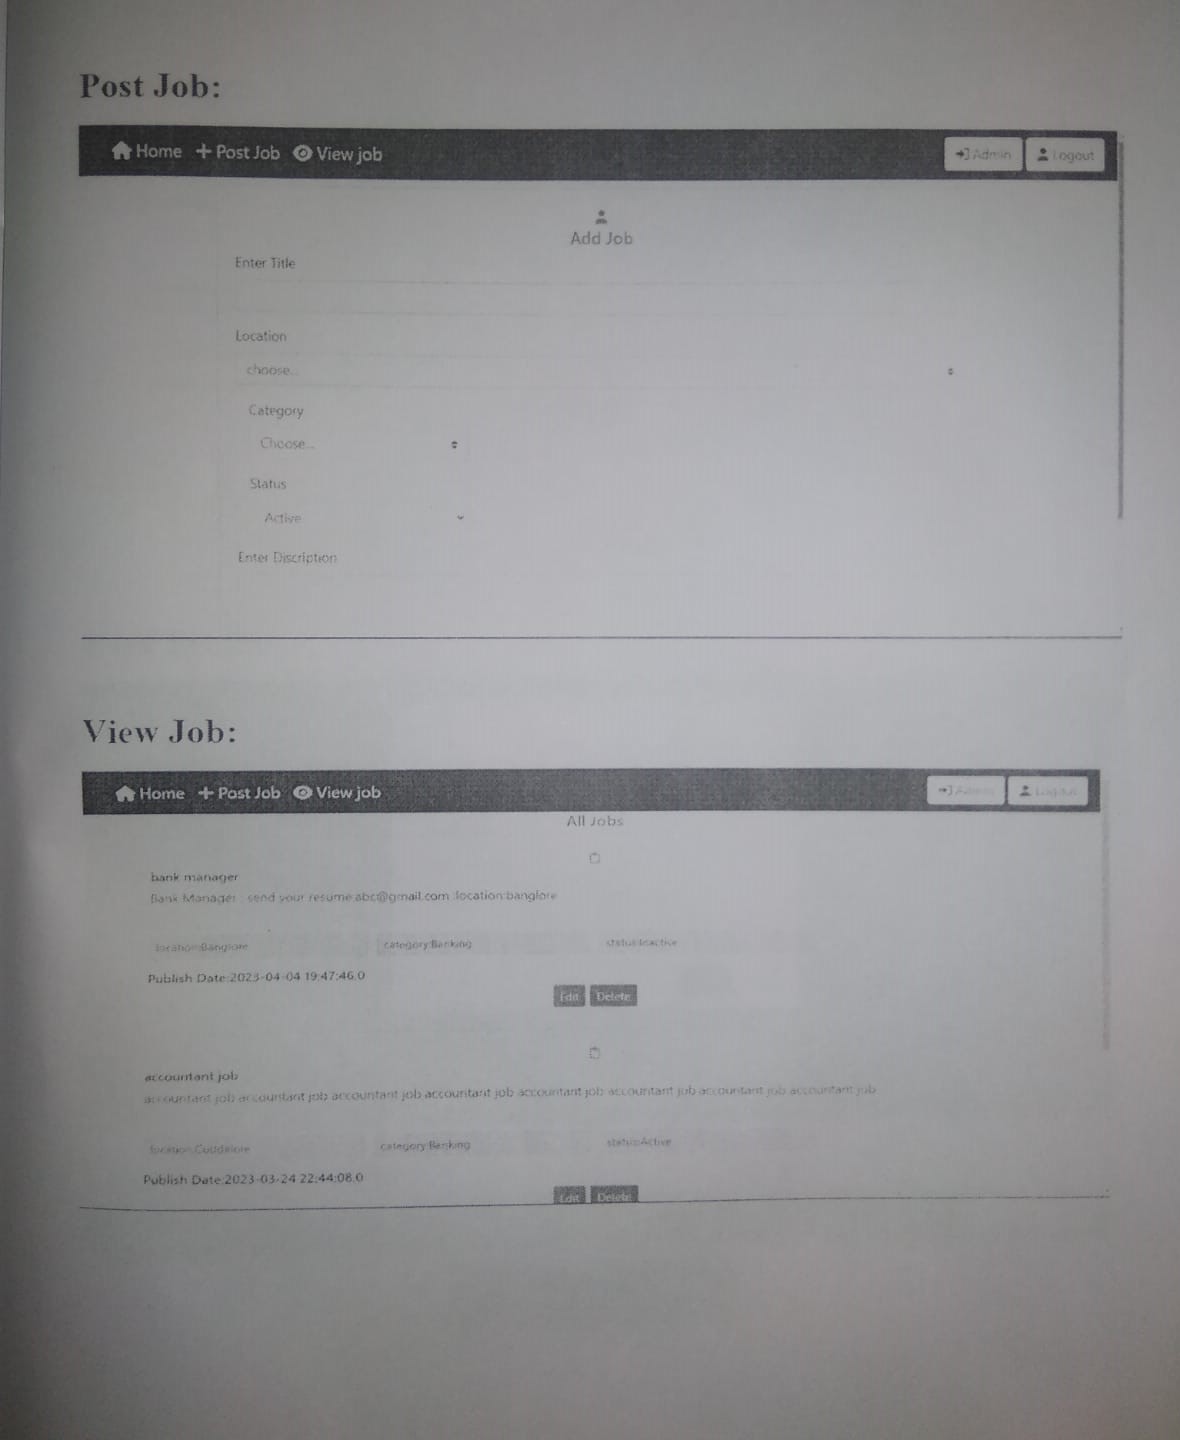 Post Job:
Home Post Job View job Admin Logout
Add Job
Enter Title
Location
choose...
Category
Choose...
Status
Active
Enter Discription
View Job:
Home Post Job View job Admin Logout
All Jobs
bank manager
Bank Manager : send your resume:abc@gmail.com :location:banglore
location:Banglore category:Banking status:Inactive
Publish Date:2023-04-04 19:47:46.0
Edit Delete
accountant job
accountant job accountant job accountant job accountant job accountant job accountant job accountant job accountant job
location:Cuddalore category:Banking status:Active
Publish Date:2023-03-24 22:44:08.0
Edit Delete